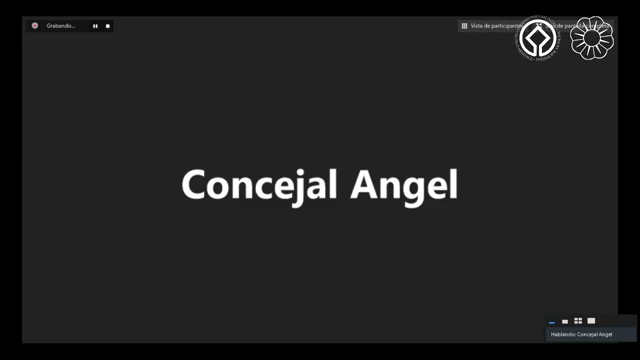 Grabando...
Vista de participantes
Concejal Angel
Hablando: Concejal Angel